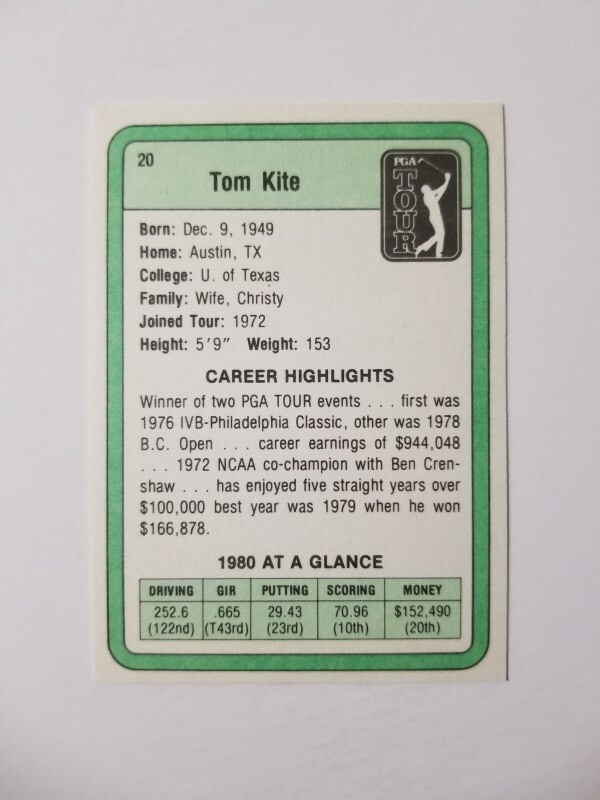 20
Tom Kite
PGA
TOUR
Born: Dec. 9, 1949
Home: Austin, TX
College: U. of Texas
Family: Wife, Christy
Joined Tour: 1972
Height: 5'9" Weight: 153
CAREER HIGHLIGHTS
Winner of two PGA TOUR events . . . first was
1976 IVB-Philadelphia Classic, other was 1978
B.C. Open . . . career earnings of $944,048
. . . 1972 NCAA co-champion with Ben Cren-
shaw . . . has enjoyed five straight years over
$100,000 best year was 1979 when he won
$166,878.
1980 AT A GLANCE
DRIVING GIR PUTTING SCORING MONEY
252.6 .665 29.43 70.96 $152,490
(122nd) (T43rd) (23rd) (10th) (20th)